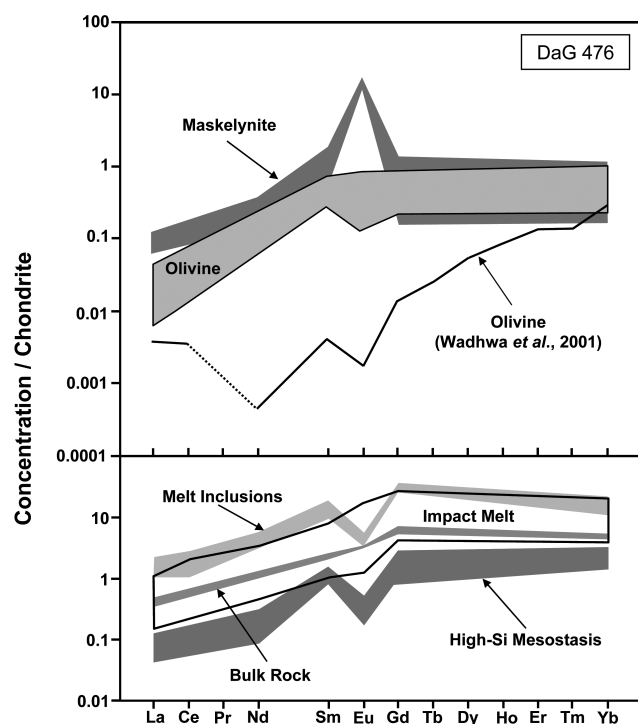 DaG 476
100
10
1
0.1
0.01
0.001
0.0001
Concentration / Chondrite
Maskelynite
Olivine
Olivine
(Wadhwa et al., 2001)
10
1
0.1
0.01
Melt Inclusions
Impact Melt
Bulk Rock
High-Si Mesostasis
La Ce Pr Nd Sm Eu Gd Tb Dy Ho Er Tm Yb